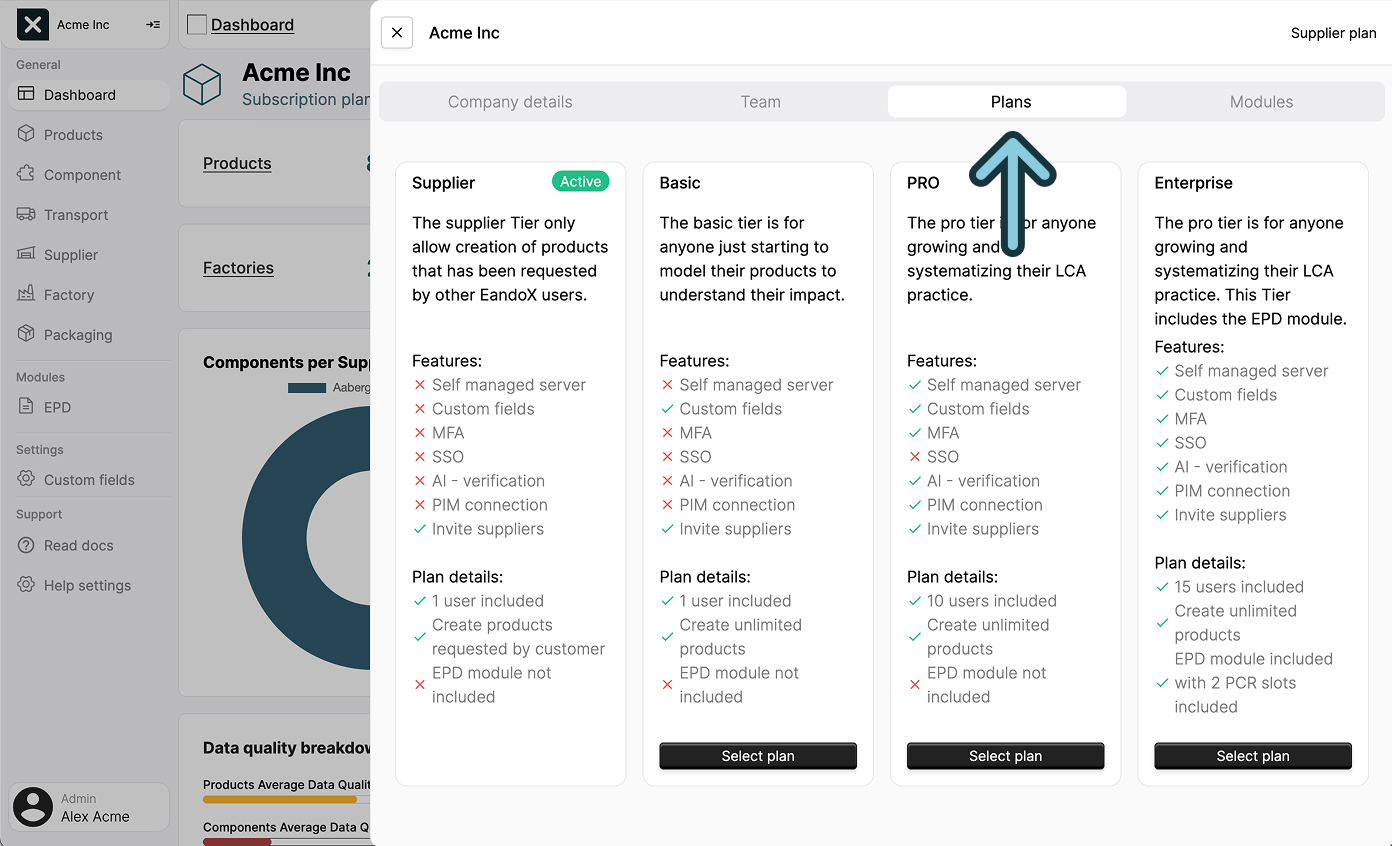 Acme Inc
General
Dashboard
Products
Component
Transport
Supplier
Factory
Packaging
Modules
EPD
Settings
Custom fields
Support
Read docs
Help settings
Admin
Alex Acme
Dashboard
Acme Inc
Subscription plan
Products
Factories
Components per Supp
Aaberg
Data quality breakdow
Products Average Data Qualit
Components Average Data Q
Acme Inc
Supplier plan
Company details
Team
Plans
Modules
Supplier
Active
The supplier Tier only
allow creation of products
that has been requested
by other EandoX users.
Features:
Self managed server
Custom fields
MFA
SSO
AI - verification
PIM connection
Invite suppliers
Plan details:
1 user included
Create products
requested by customer
EPD module not
included
Basic
The basic tier is for
anyone just starting to
model their products to
understand their impact.
Features:
Self managed server
Custom fields
MFA
SSO
AI - verification
PIM connection
Invite suppliers
Plan details:
1 user included
Create unlimited
products
EPD module not
included
Select plan
PRO
The pro tier is for anyone
growing and
systematizing their LCA
practice.
Features:
Self managed server
Custom fields
MFA
SSO
AI - verification
PIM connection
Invite suppliers
Plan details:
10 users included
Create unlimited
products
EPD module not
included
Select plan
Enterprise
The pro tier is for anyone
growing and
systematizing their LCA
practice. This Tier
includes the EPD module.
Features:
Self managed server
Custom fields
MFA
SSO
AI - verification
PIM connection
Invite suppliers
Plan details:
15 users included
Create unlimited
products
EPD module included
with 2 PCR slots
included
Select plan